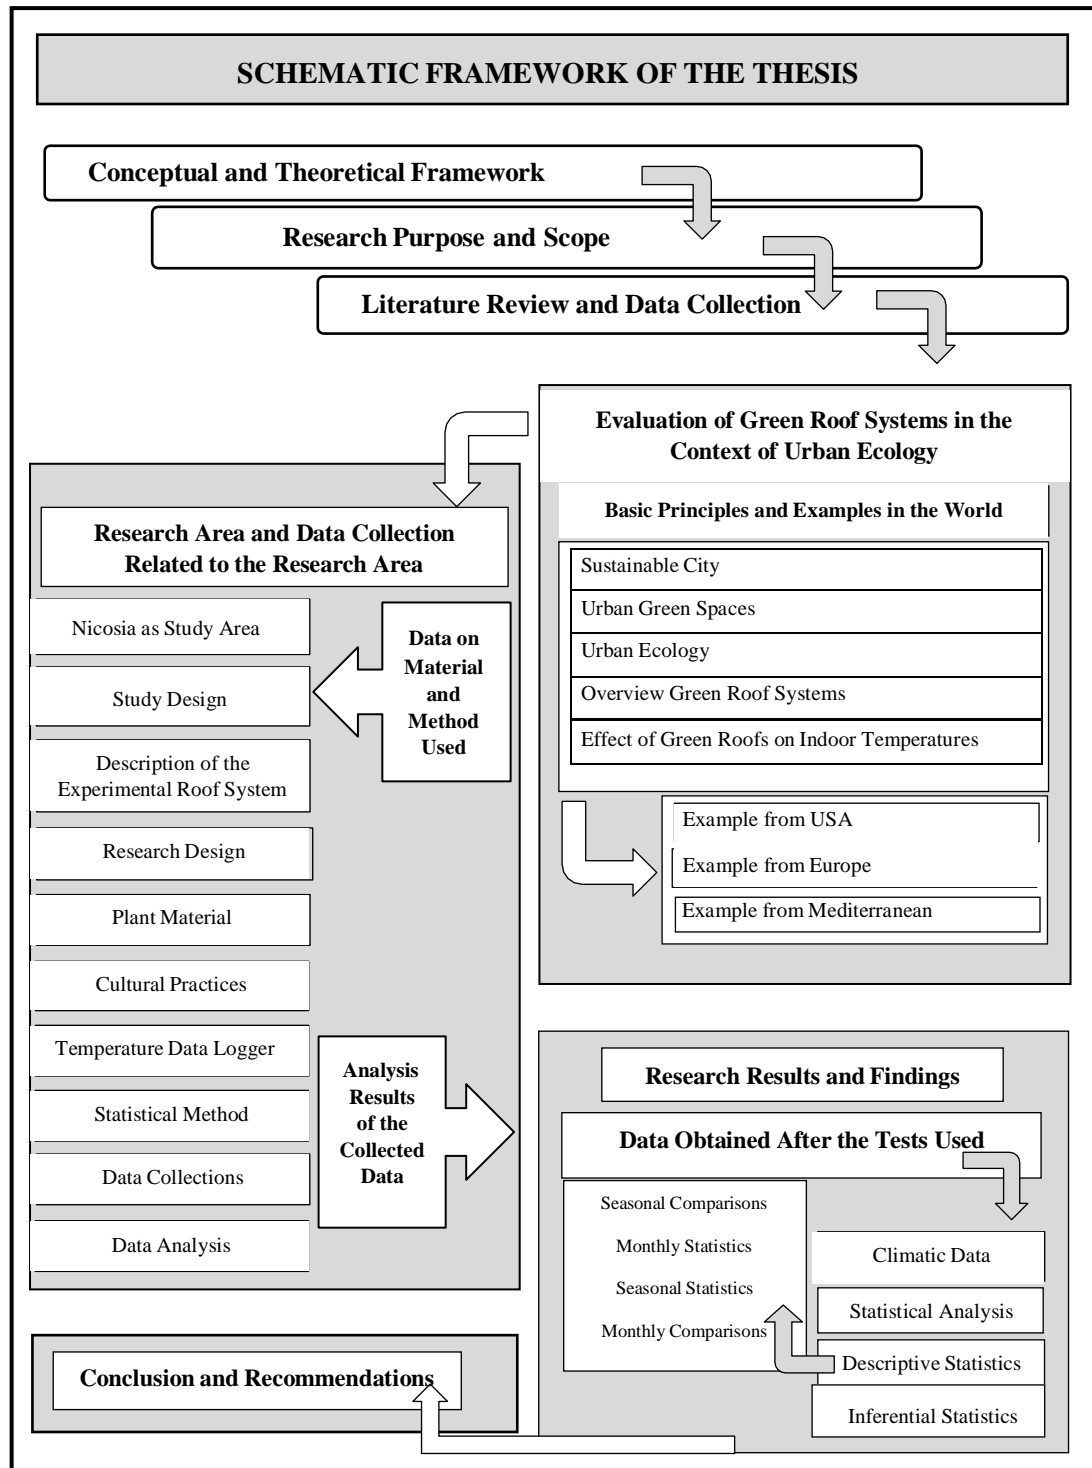 SCHEMATIC FRAMEWORK OF THE THESIS
Conceptual and Theoretical Framework
Research Purpose and Scope
Literature Review and Data Collection
Evaluation of Green Roof Systems in the
Context of Urban Ecology
Basic Principles and Examples in the World
Sustainable City
Urban Green Spaces
Urban Ecology
Overview Green Roof Systems
Effect of Green Roofs on Indoor Temperatures
Example from USA
Example from Europe
Example from Mediterranean
Research Area and Data Collection
Related to the Research Area
Nicosia as Study Area
Study Design
Description of the
Experimental Roof System
Research Design
Plant Material
Cultural Practices
Temperature Data Logger
Statistical Method
Data Collections
Data Analysis
Data on
Material
and
Method
Used
Analysis
Results
of the
Collected
Data
Research Results and Findings
Data Obtained After the Tests Used
Seasonal Comparisons
Monthly Statistics
Seasonal Statistics
Monthly Comparisons
Climatic Data
Statistical Analysis
Descriptive Statistics
Inferential Statistics
Conclusion and Recommendations